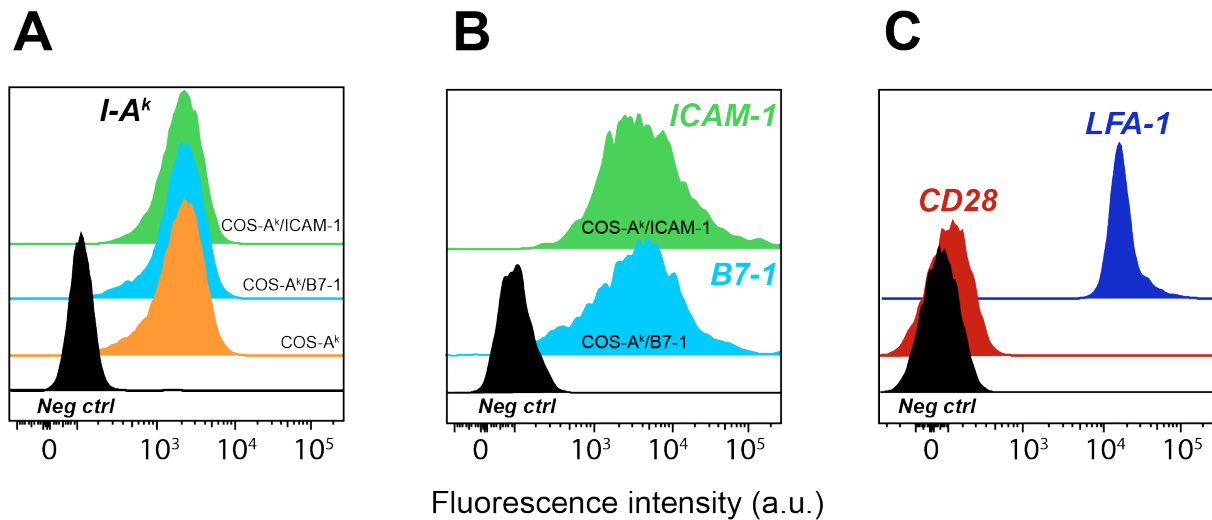 A
I-Aᵏ
COS-Aᵏ/ICAM-1
COS-Aᵏ/B7-1
COS-Aᵏ
Neg ctrl
0 10³ 10⁴ 10⁵
B
ICAM-1
COS-Aᵏ/ICAM-1
B7-1
COS-Aᵏ/B7-1
Neg ctrl
0 10³ 10⁴ 10⁵
C
LFA-1
CD28
Neg ctrl
0 10³ 10⁴ 10⁵
Fluorescence intensity (a.u.)